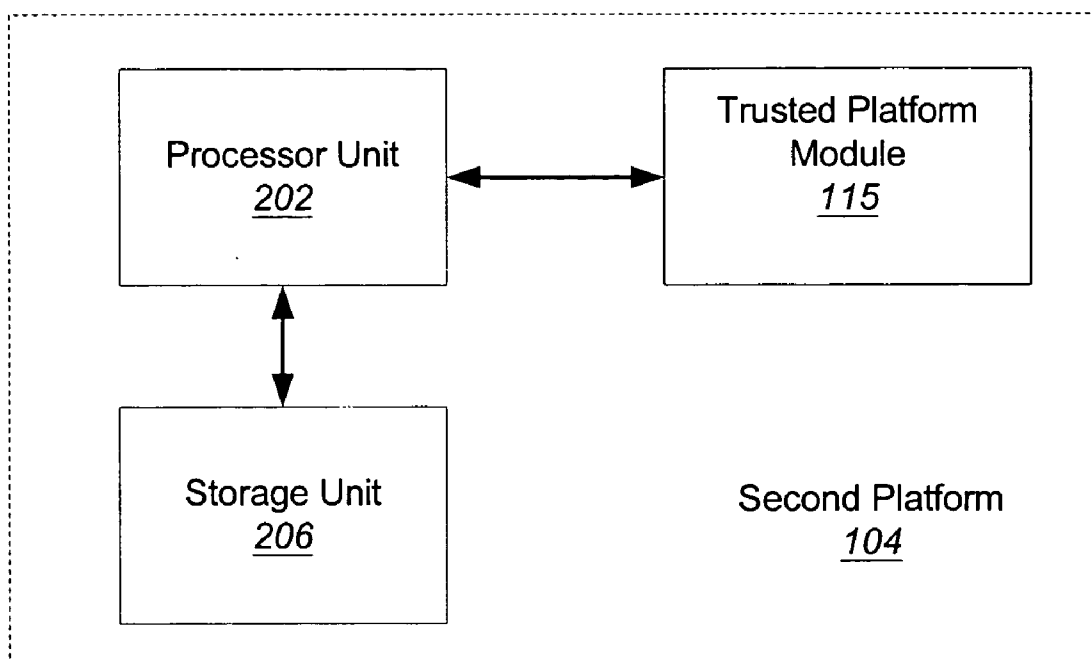 Processor Unit
202
Trusted Platform
Module
115
Storage Unit
206
Second Platform
104